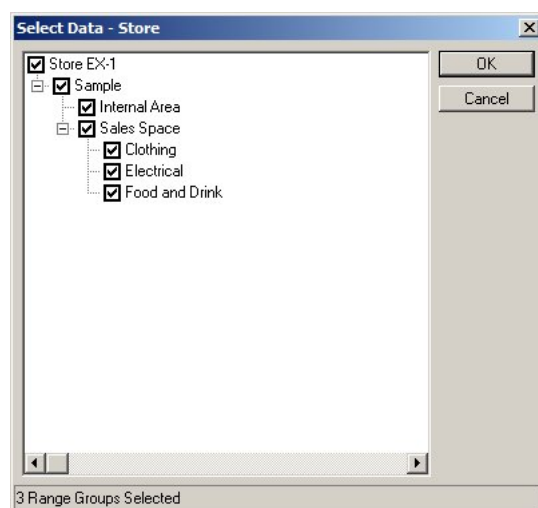 Select Data - Store
Store EX-1
Sample
Internal Area
Sales Space
Clothing
Electrical
Food and Drink
OK
Cancel
3 Range Groups Selected